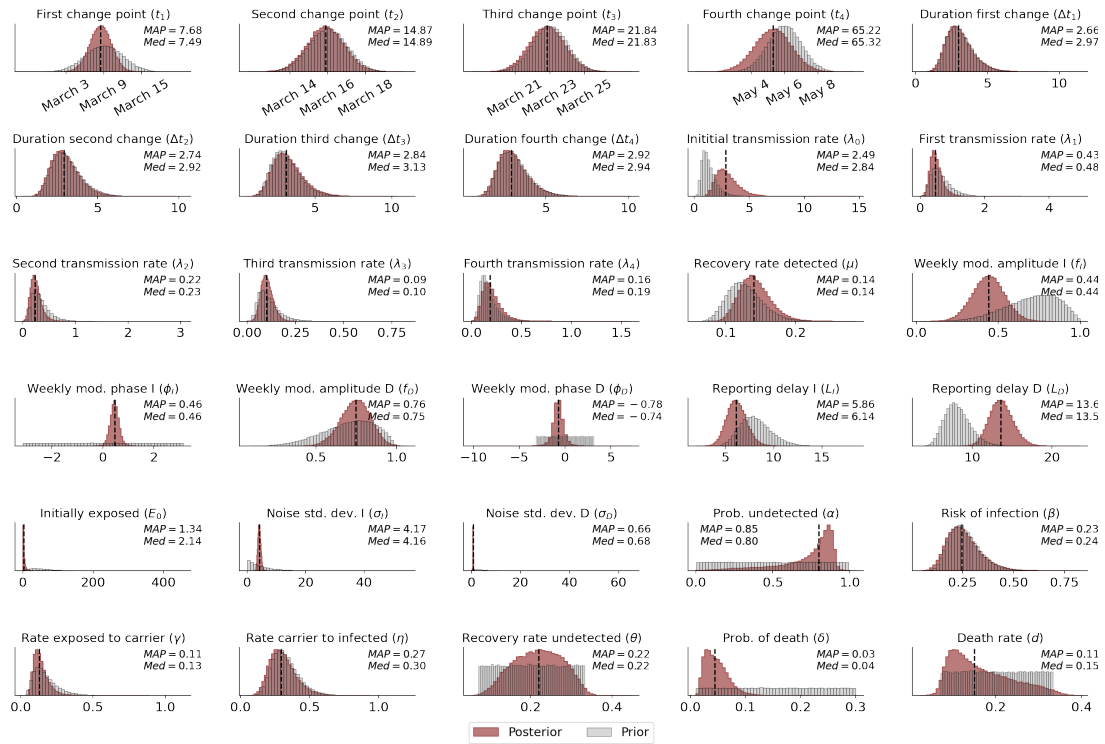 First change point (t₁)
MAP = 7.68
Med = 7.49
March 3
March 9
March 15
Second change point (t₂)
MAP = 14.87
Med = 14.89
March 14
March 16
March 18
Third change point (t₃)
MAP = 21.84
Med = 21.83
March 21
March 23
March 25
Fourth change point (t₄)
MAP = 65.22
Med = 65.32
May 4
May 6
May 8
Duration first change (Δt₁)
MAP = 2.66
Med = 2.97
0 5 10
Duration second change (Δt₂)
MAP = 2.74
Med = 2.92
0 5 10
Duration third change (Δt₃)
MAP = 2.84
Med = 3.13
5 10
Duration fourth change (Δt₄)
MAP = 2.92
Med = 2.94
0 5 10
Inititial transmission rate (λ₀)
MAP = 2.49
Med = 2.84
0 5 10 15
First transmission rate (λ₁)
MAP = 0.43
Med = 0.48
0 2 4
Second transmission rate (λ₂)
MAP = 0.22
Med = 0.23
0 1 2 3
Third transmission rate (λ₃)
MAP = 0.09
Med = 0.10
0.00 0.25 0.50 0.75
Fourth transmission rate (λ₄)
MAP = 0.16
Med = 0.19
0.0 0.5 1.0 1.5
Recovery rate detected (μ)
MAP = 0.14
Med = 0.14
0.1 0.2
Weekly mod. amplitude I (f_I)
MAP = 0.44
Med = 0.44
0.0 0.5 1.0
Weekly mod. phase I (ϕ_I)
MAP = 0.46
Med = 0.46
−2 0 2
Weekly mod. amplitude D (f_D)
MAP = 0.76
Med = 0.75
0.5 1.0
Weekly mod. phase D (ϕ_D)
MAP = − 0.78
Med = − 0.74
−10 −5 0 5
Reporting delay I (L_I)
MAP = 5.86
Med = 6.14
5 10 15
Reporting delay D (L_D)
MAP = 13.6
Med = 13.5
10 20
Initially exposed (E₀)
MAP = 1.34
Med = 2.14
0 200 400
Noise std. dev. I (σ_I)
MAP = 4.17
Med = 4.16
0 20 40
Noise std. dev. D (σ_D)
MAP = 0.66
Med = 0.68
0 20 40 60
Prob. undetected (α)
MAP = 0.85
Med = 0.80
0.0 0.5 1.0
Risk of infection (β)
MAP = 0.23
Med = 0.24
0.25 0.50 0.75
Rate exposed to carrier (γ)
MAP = 0.11
Med = 0.13
0.0 0.5 1.0
Rate carrier to infected (η)
MAP = 0.27
Med = 0.30
0.0 0.5 1.0
Recovery rate undetected (θ)
MAP = 0.22
Med = 0.22
0.2 0.4
Prob. of death (δ)
MAP = 0.03
Med = 0.04
0.0 0.1 0.2 0.3
Death rate (d)
MAP = 0.11
Med = 0.15
0.0 0.2 0.4
Posterior Prior